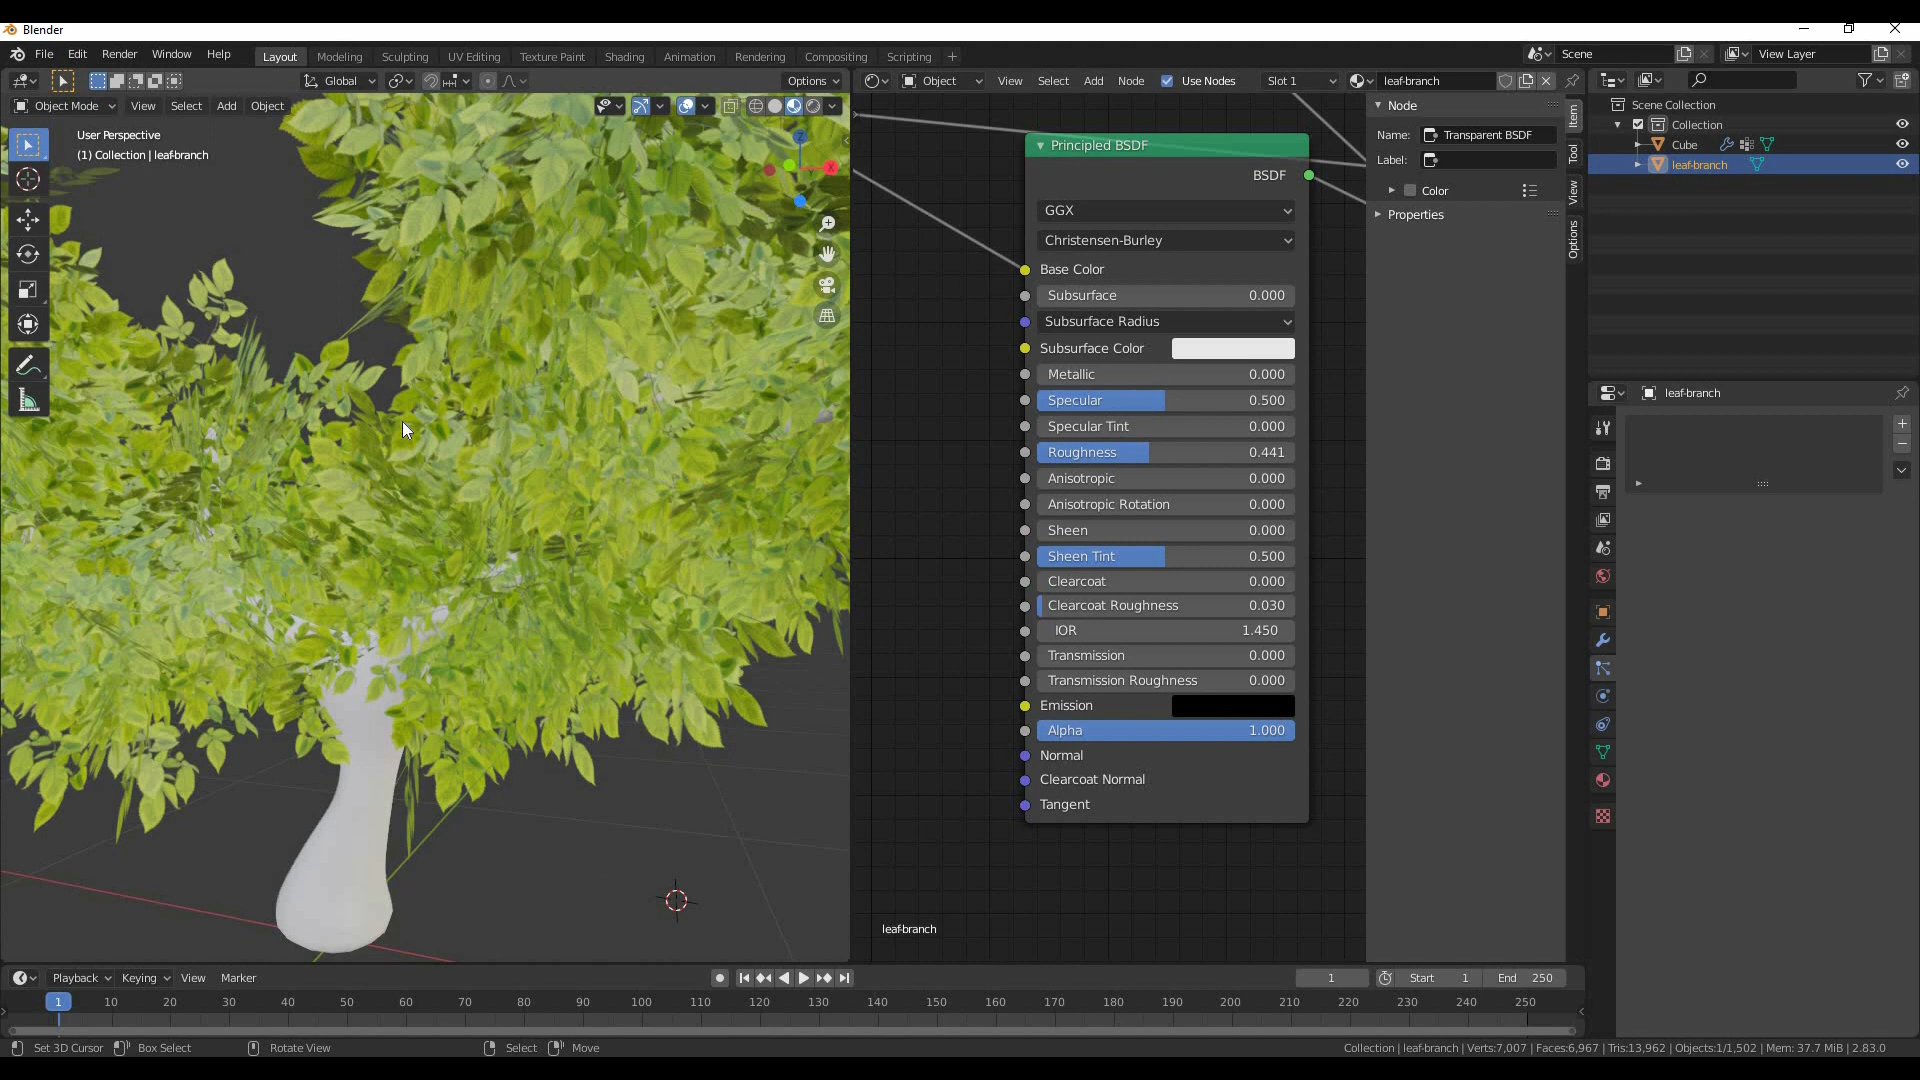 Blender
File Edit Render Window Help
Layout Modeling Sculpting UV Editing Texture Paint Shading Animation Rendering Compositing Scripting +
Scene
View Layer
Global
Options
Object View Select Add Node Use Nodes Slot 1 leaf-branch
Object Mode View Select Add Object
User Perspective
(1) Collection | leaf-branch
Z
X
Principled BSDF
BSDF
GGX
Christensen-Burley
Base Color
Subsurface 0.000
Subsurface Radius
Subsurface Color
Metallic 0.000
Specular 0.500
Specular Tint 0.000
Roughness 0.441
Anisotropic 0.000
Anisotropic Rotation 0.000
Sheen 0.000
Sheen Tint 0.500
Clearcoat 0.000
Clearcoat Roughness 0.030
IOR 1.450
Transmission 0.000
Transmission Roughness 0.000
Emission
Alpha 1.000
Normal
Clearcoat Normal
Tangent
leaf-branch
Node
Name: Transparent BSDF
Label:
Color
Properties
Item
Tool
View
Options
Scene Collection
Collection
Cube
leaf-branch
leaf-branch
Playback Keying View Marker
1
Start 1
End 250
1 10 20 30 40 50 60 70 80 90 100 110 120 130 140 150 160 170 180 190 200 210 220 230 240 250
Set 3D Cursor Box Select Rotate View Select Move
Collection | leaf-branch | Verts:7,007 | Faces:6,967 | Tris:13,962 | Objects:1/1,502 | Mem: 37.7 MiB | 2.83.0